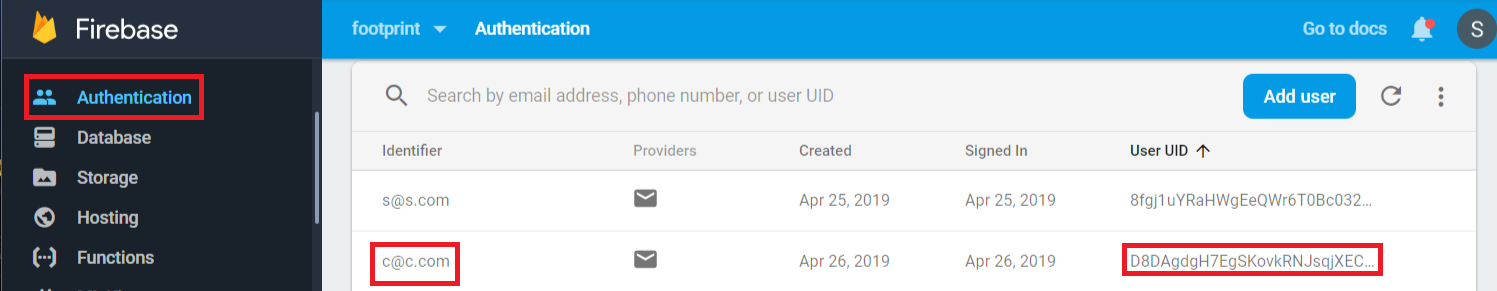 Firebase
footprint
Authentication
Go to docs
S
Authentication
Database
Storage
Hosting
Functions
Search by email address, phone number, or user UID
Add user
Identifier Providers Created Signed In User UID
s@s.com Apr 25, 2019 Apr 25, 2019 8fgj1uYRaHWgEeQWr6T0Bc032...
c@c.com Apr 26, 2019 Apr 26, 2019 D8DAgdgH7EgSKovkRNJsqjXEC...